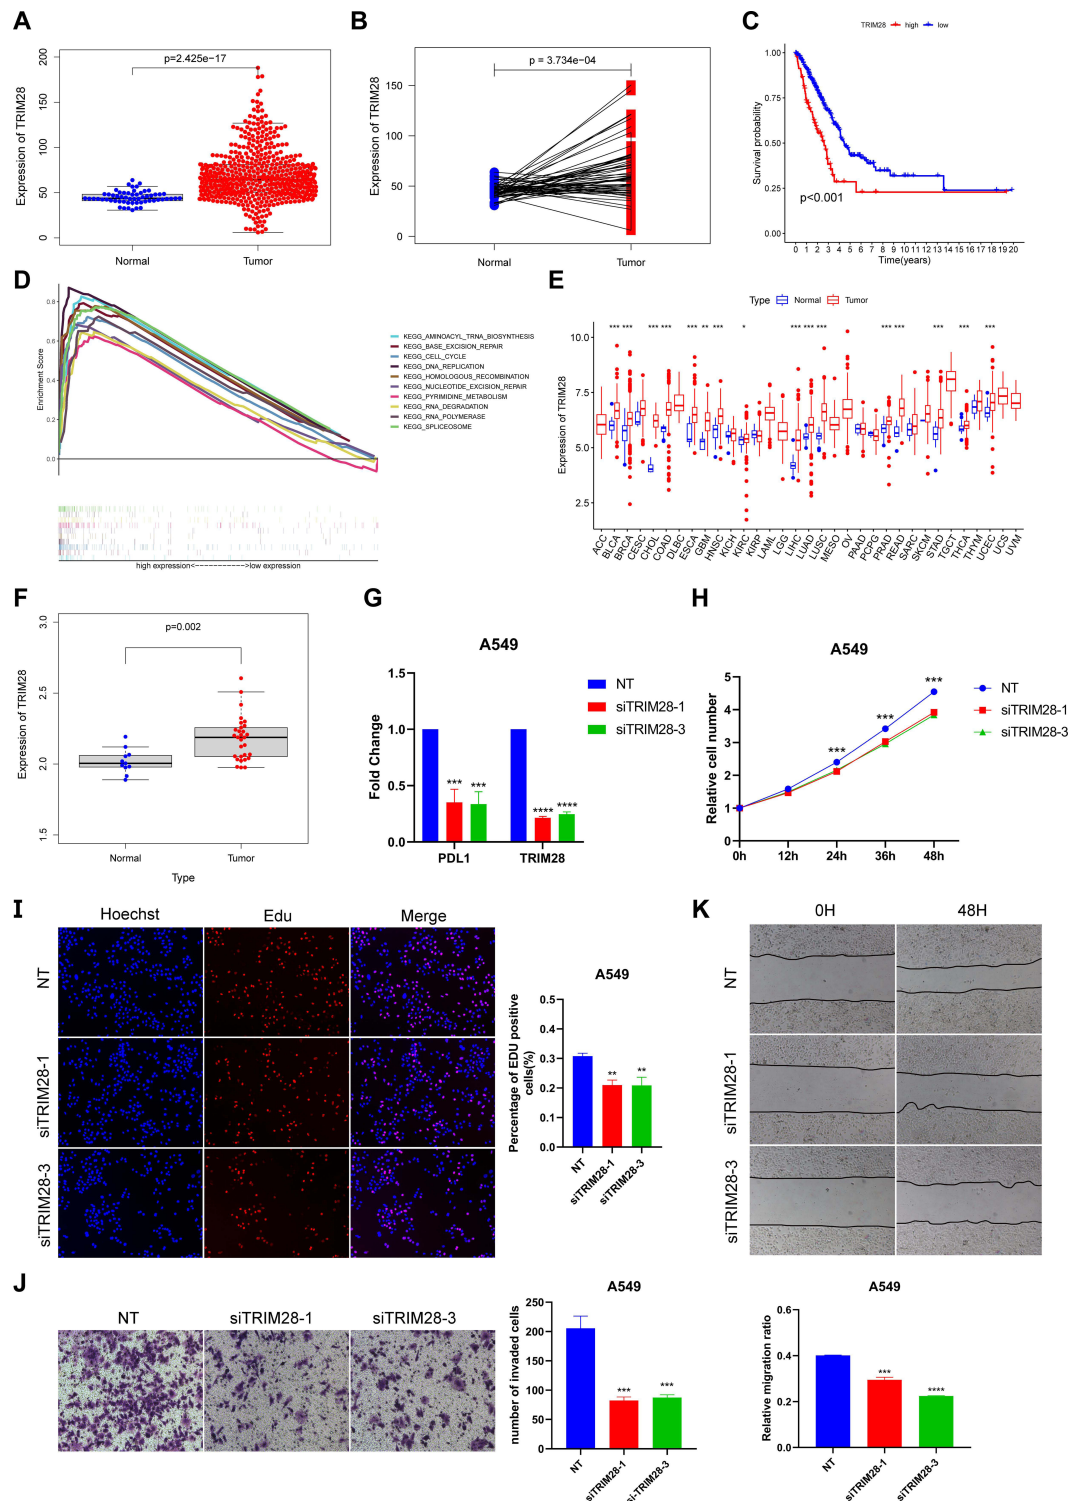 A
Expression of TRIM28
p=2.425e−17
200
150
100
50
0
Normal
Tumor
B
Expression of TRIM28
p = 3.734e−04
150
100
50
0
Normal
Tumor
C
TRIM28 high low
Survival probability
1.00
0.75
0.50
0.25
0.00
p<0.001
0 1 2 3 4 5 6 7 8 9 10 11 12 13 14 15 16 17 18 19 20
Time(years)
D
Enrichment Score
0.8
0.6
0.4
0.2
0.0
KEGG_AMINOACYL_TRNA_BIOSYNTHESIS
KEGG_BASE_EXCISION_REPAIR
KEGG_CELL_CYCLE
KEGG_DNA_REPLICATION
KEGG_HOMOLOGOUS_RECOMBINATION
KEGG_NUCLEOTIDE_EXCISION_REPAIR
KEGG_PYRIMIDINE_METABOLISM
KEGG_RNA_DEGRADATION
KEGG_RNA_POLYMERASE
KEGG_SPLICEOSOME
high expression<------------>low expression
E
Type Normal Tumor
Expression of TRIM28
*** *** *** *** *** ** *** * *** *** *** *** *** *** *** ***
10.0
7.5
5.0
2.5
ACC BLCA BRCA CESC CHOL COAD DLBC ESCA GBM HNSC KICH KIRC KIRP LAML LGG LIHC LUAD LUSC MESO OV PAAD PCPG PRAD READ SARC SKCM STAD TGCT THCA THYM UCEC UCS UVM
F
Expression of TRIM28
p=0.002
3.0
2.5
2.0
1.5
Normal
Tumor
Type
G
A549
Fold Change
1.5
1.0
0.5
0.0
*** ***
**** ****
PDL1
TRIM28
NT
siTRIM28-1
siTRIM28-3
H
A549
Relative cell number
5
4
3
2
1
0
***
***
***
0h 12h 24h 36h 48h
NT
siTRIM28-1
siTRIM28-3
I
Hoechst Edu Merge
NT
siTRIM28-1
siTRIM28-3
A549
Percentage of EDU positive
cells(%)
0.5
0.4
0.3
0.2
0.1
0.0
** **
NT
siTRIM28-1
siTRIM28-3
K
0H 48H
NT
siTRIM28-1
siTRIM28-3
J
NT siTRIM28-1 siTRIM28-3
A549
number of invaded cells
250
200
150
100
50
0
*** ***
NT
siTRIM28-1
si-TRIM28-3
A549
Relative migration ratio
0.6
0.4
0.2
0.0
***
****
NT
siTRIM28-1
siTRIM28-3